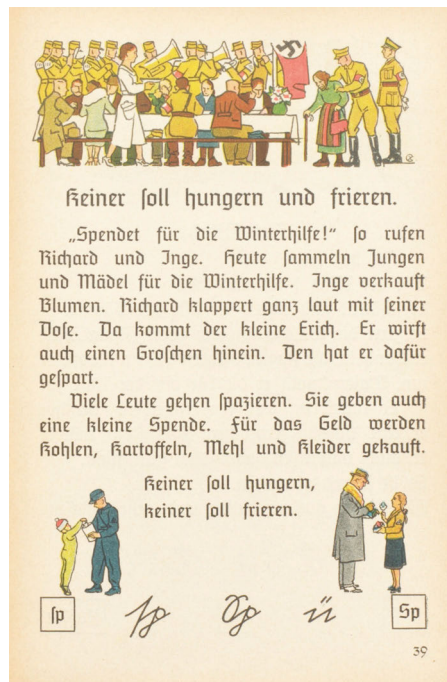 Keiner soll hungern und frieren.
„Spendet für die Winterhilfe!“ so rufen
Richard und Inge. Heute sammeln Jungen
und Mädel für die Winterhilfe. Inge verkauft
Blumen. Richard klappert ganz laut mit seiner
Dose. Da kommt der kleine Erich. Er wirft
auch einen Groschen hinein. Den hat er dafür
gespart.
Viele Leute gehen spazieren. Sie geben auch
eine kleine Spende. Für das Geld werden
Kohlen, Kartoffeln, Mehl und Kleider gekauft.
Keiner soll hungern,
keiner soll frieren.
sp sp Sp ü Sp
39